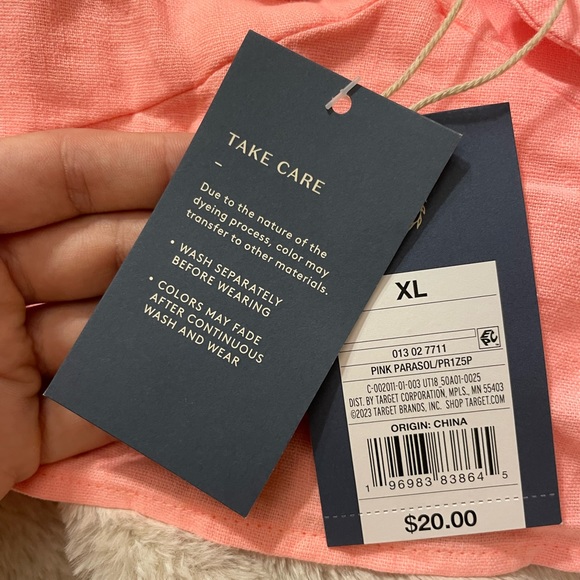 TAKE CARE
–
Due to the nature of the
dyeing process, color may
transfer to other materials.
• WASH SEPARATELY
BEFORE WEARING
• COLORS MAY FADE
AFTER CONTINUOUS
WASH AND WEAR
XL
013 02 7711
PINK PARASOL/PR1Z5P
C-002011-01-003 UT18_50A01-0025
DIST. BY TARGET CORPORATION, MPLS., MN 55403
©2023 TARGET BRANDS, INC. SHOP TARGET.COM
ORIGIN: CHINA
1 96983 83864 5
$20.00